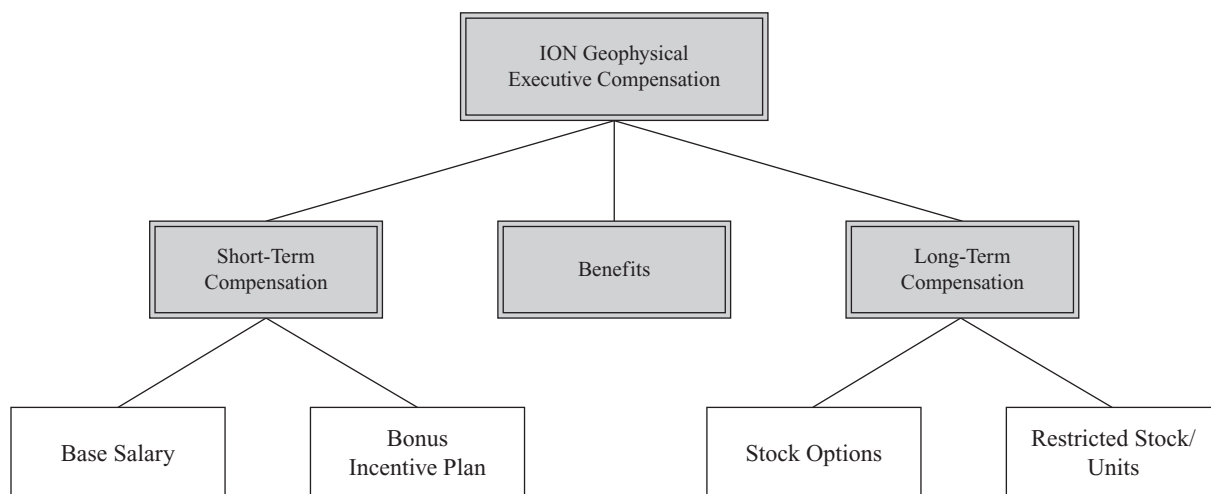 ION Geophysical
Executive Compensation
Short-Term
Compensation
Benefits
Long-Term
Compensation
Base Salary
Bonus
Incentive Plan
Stock Options
Restricted Stock/
Units